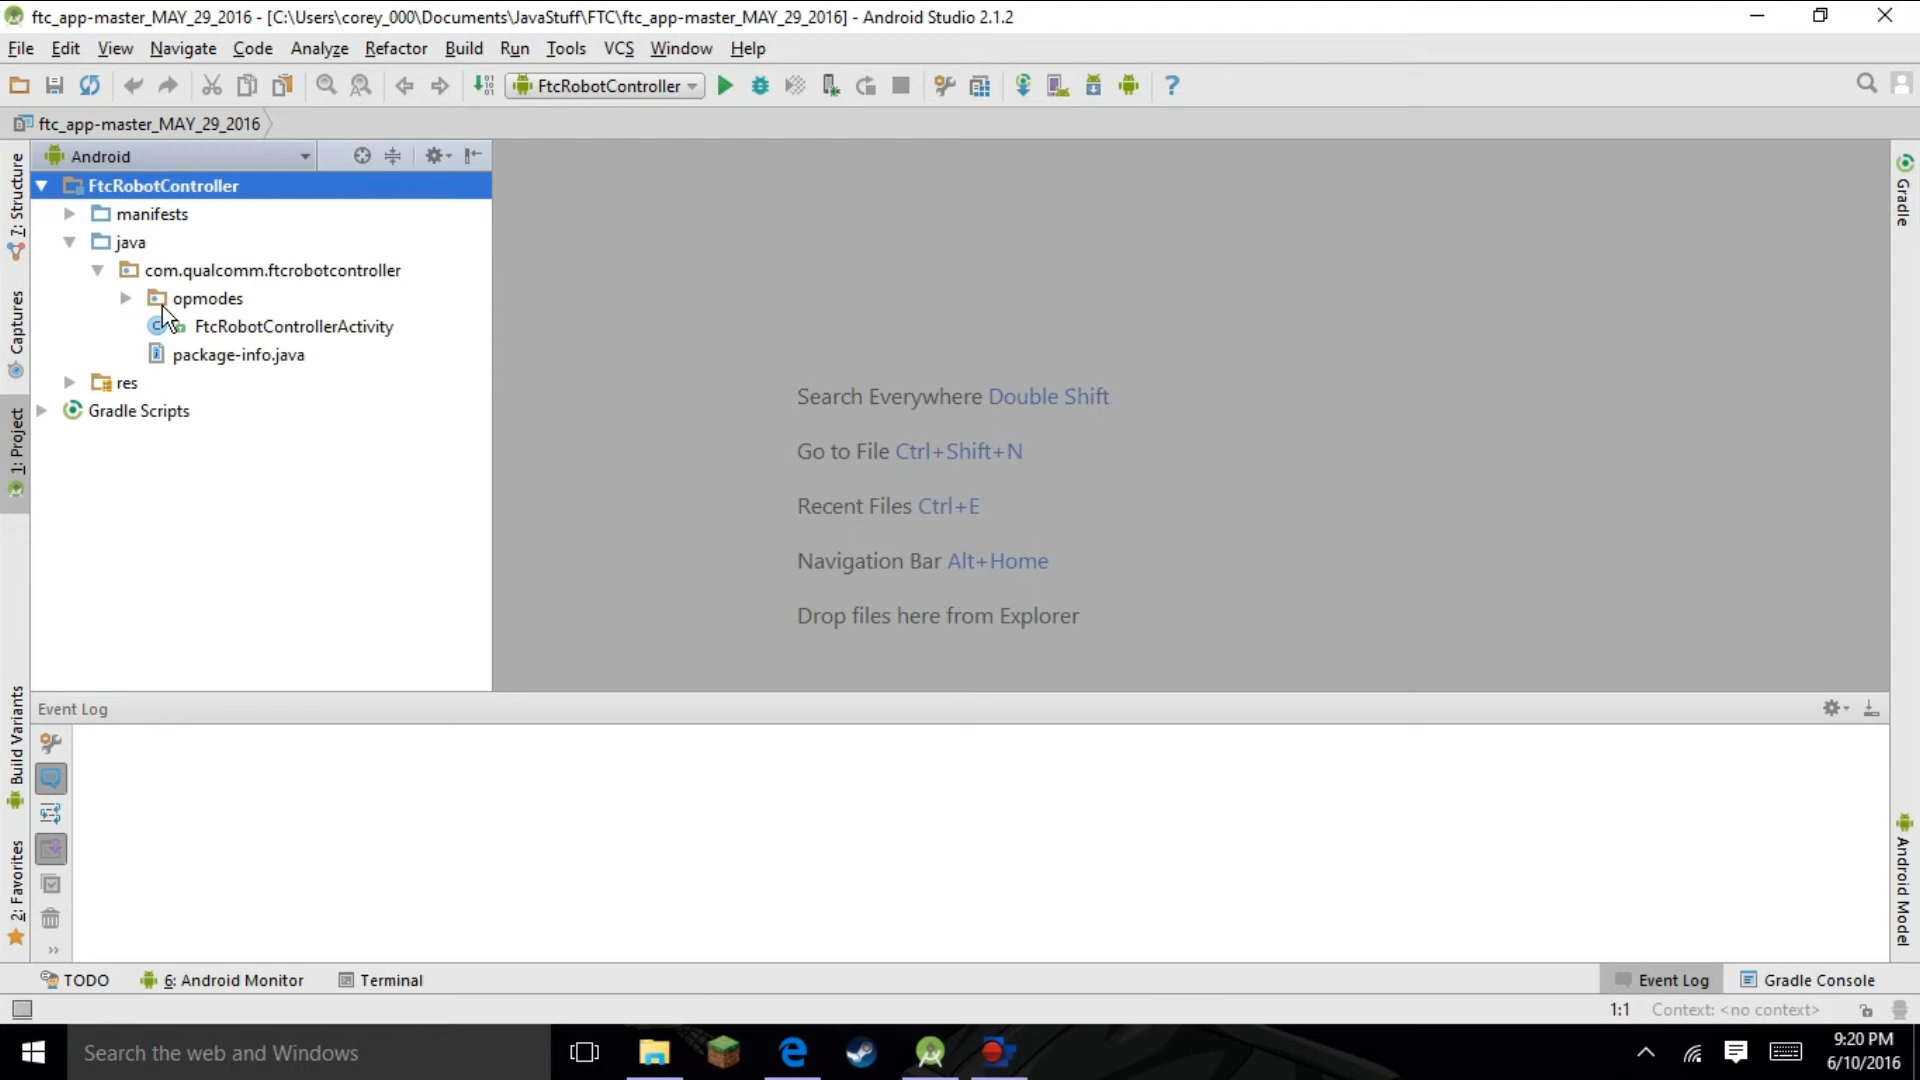 ftc_app-master_MAY_29_2016 - [C:\Users\corey_000\Documents\JavaStuff\FTC\ftc_app-master_MAY_29_2016] - Android Studio 2.1.2
File Edit View Navigate Code Analyze Refactor Build Run Tools VCS Window Help
FtcRobotController
ftc_app-master_MAY_29_2016
Android
FtcRobotController
manifests
java
com.qualcomm.ftcrobotcontroller
opmodes
FtcRobotControllerActivity
package-info.java
res
Gradle Scripts
7: Structure
Captures
1: Project
Build Variants
2: Favorites
Search Everywhere Double Shift
Go to File Ctrl+Shift+N
Recent Files Ctrl+E
Navigation Bar Alt+Home
Drop files here from Explorer
Gradle
Android Model
Event Log
TODO 6: Android Monitor Terminal Event Log Gradle Console
1:1 Context: <no context>
Search the web and Windows
9:20 PM
6/10/2016